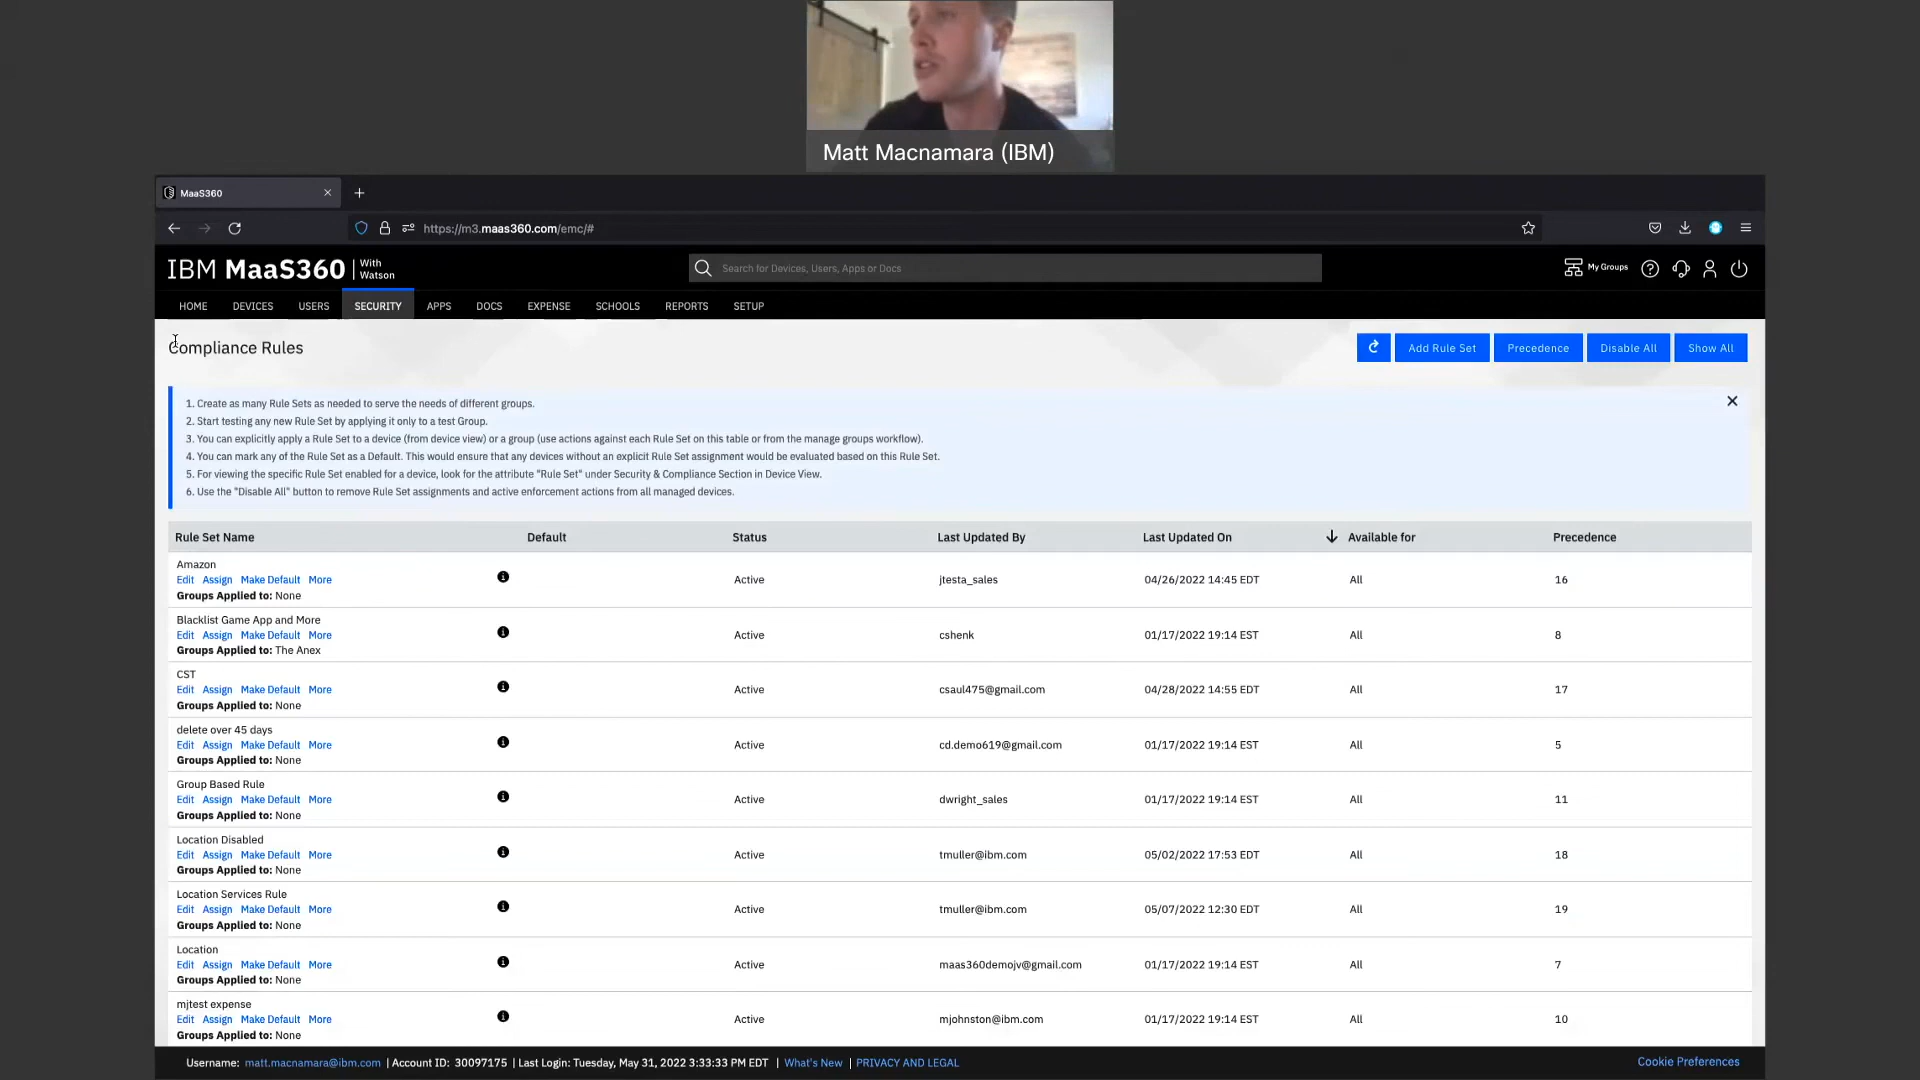 Matt Macnamara (IBM)
MaaS360
https://m3.maas360.com/emc/#
IBM MaaS360 With Watson
Search for Devices, Users, Apps or Docs
My Groups
HOME DEVICES USERS SECURITY APPS DOCS EXPENSE SCHOOLS REPORTS SETUP
Compliance Rules
Add Rule Set Precedence Disable All Show All
1. Create as many Rule Sets as needed to serve the needs of different groups.
2. Start testing any new Rule Set by applying it only to a test Group.
3. You can explicitly apply a Rule Set to a device (from device view) or a group (use actions against each Rule Set on this table or from the manage groups workflow).
4. You can mark any of the Rule Set as a Default. This would ensure that any devices without an explicit Rule Set assignment would be evaluated based on this Rule Set.
5. For viewing the specific Rule Set enabled for a device, look for the attribute "Rule Set" under Security & Compliance Section in Device View.
6. Use the "Disable All" button to remove Rule Set assignments and active enforcement actions from all managed devices.
Rule Set Name Default Status Last Updated By Last Updated On Available for Precedence
Amazon
Edit Assign Make Default More Active jtesta_sales 04/26/2022 14:45 EDT All 16
Groups Applied to: None
Blacklist Game App and More
Edit Assign Make Default More Active cshenk 01/17/2022 19:14 EST All 8
Groups Applied to: The Anex
CST
Edit Assign Make Default More Active csaul475@gmail.com 04/28/2022 14:55 EDT All 17
Groups Applied to: None
delete over 45 days
Edit Assign Make Default More Active cd.demo619@gmail.com 01/17/2022 19:14 EST All 5
Groups Applied to: None
Group Based Rule
Edit Assign Make Default More Active dwright_sales 01/17/2022 19:14 EST All 11
Groups Applied to: None
Location Disabled
Edit Assign Make Default More Active tmuller@ibm.com 05/02/2022 17:53 EDT All 18
Groups Applied to: None
Location Services Rule
Edit Assign Make Default More Active tmuller@ibm.com 05/07/2022 12:30 EDT All 19
Groups Applied to: None
Location
Edit Assign Make Default More Active maas360demojv@gmail.com 01/17/2022 19:14 EST All 7
Groups Applied to: None
mjtest expense
Edit Assign Make Default More Active mjohnston@ibm.com 01/17/2022 19:14 EST All 10
Groups Applied to: None
Username: matt.macnamara@ibm.com | Account ID: 30097175 | Last Login: Tuesday, May 31, 2022 3:33:33 PM EDT | What's New | PRIVACY AND LEGAL Cookie Preferences